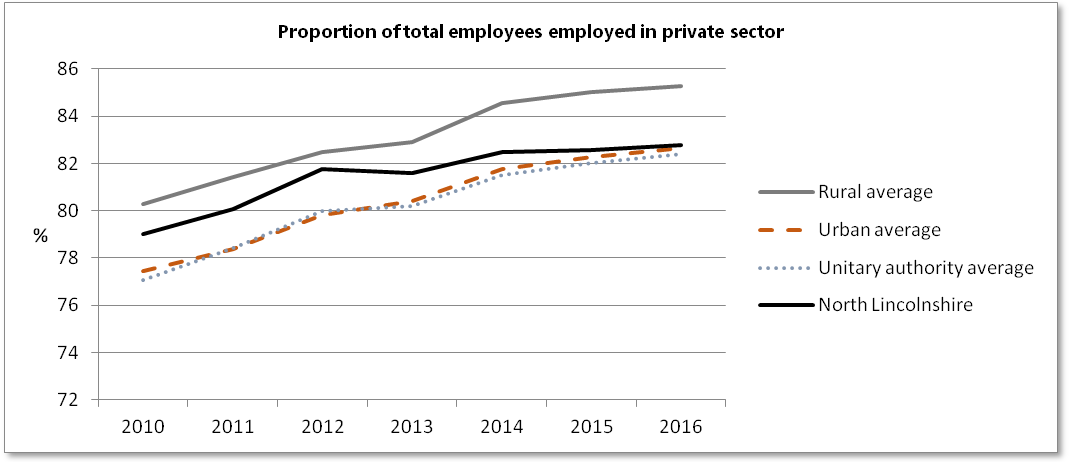 Proportion of total employees employed in private sector
86
84
82
80
78
76
74
72
%
2010 2011 2012 2013 2014 2015 2016
Rural average
Urban average
Unitary authority average
North Lincolnshire